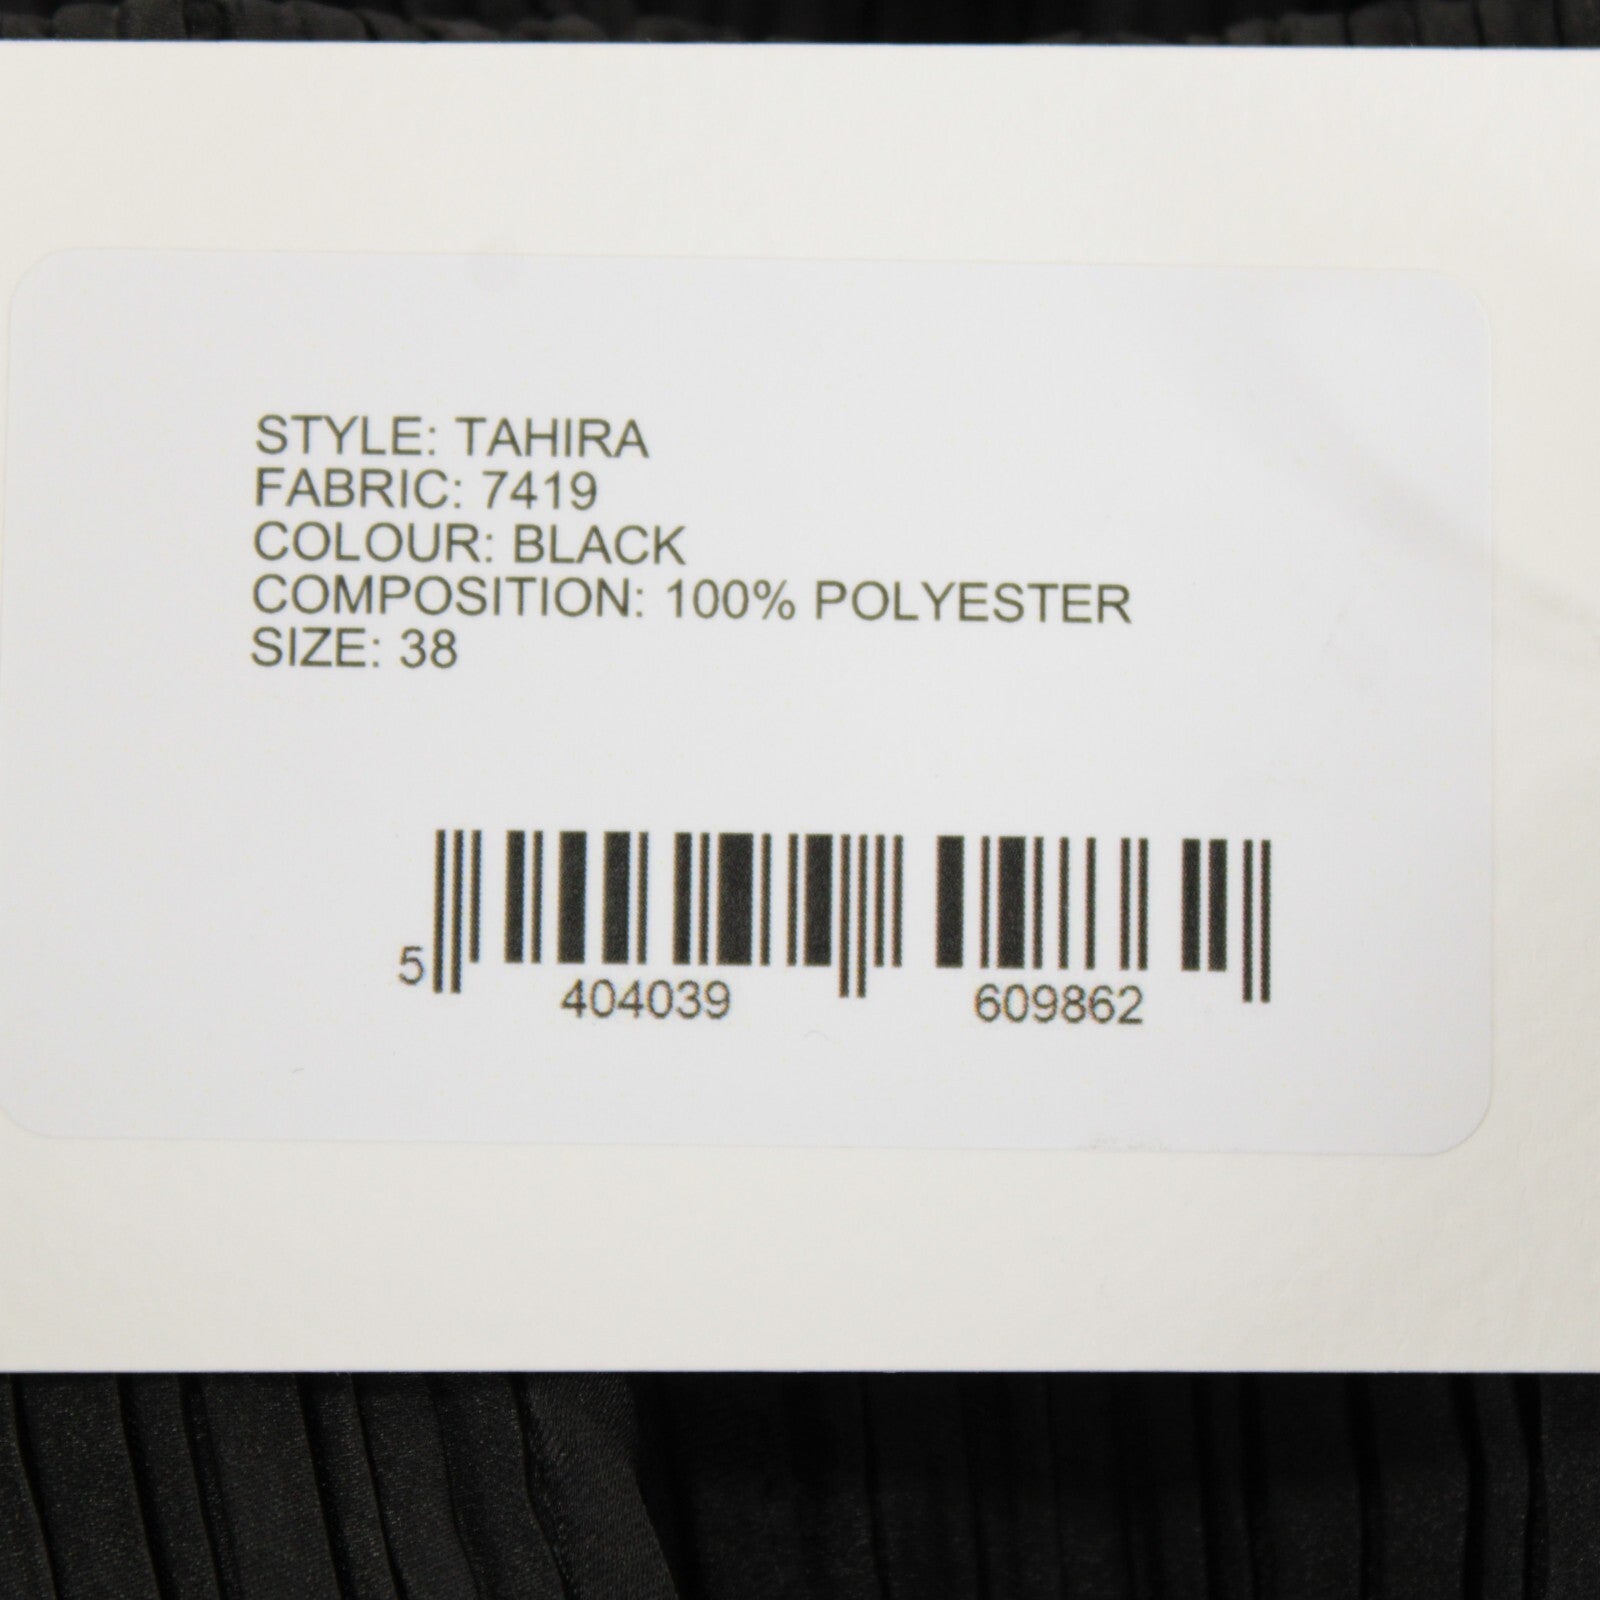 STYLE: TAHIRA
FABRIC: 7419
COLOUR: BLACK
COMPOSITION: 100% POLYESTER
SIZE: 38
5 404039 609862